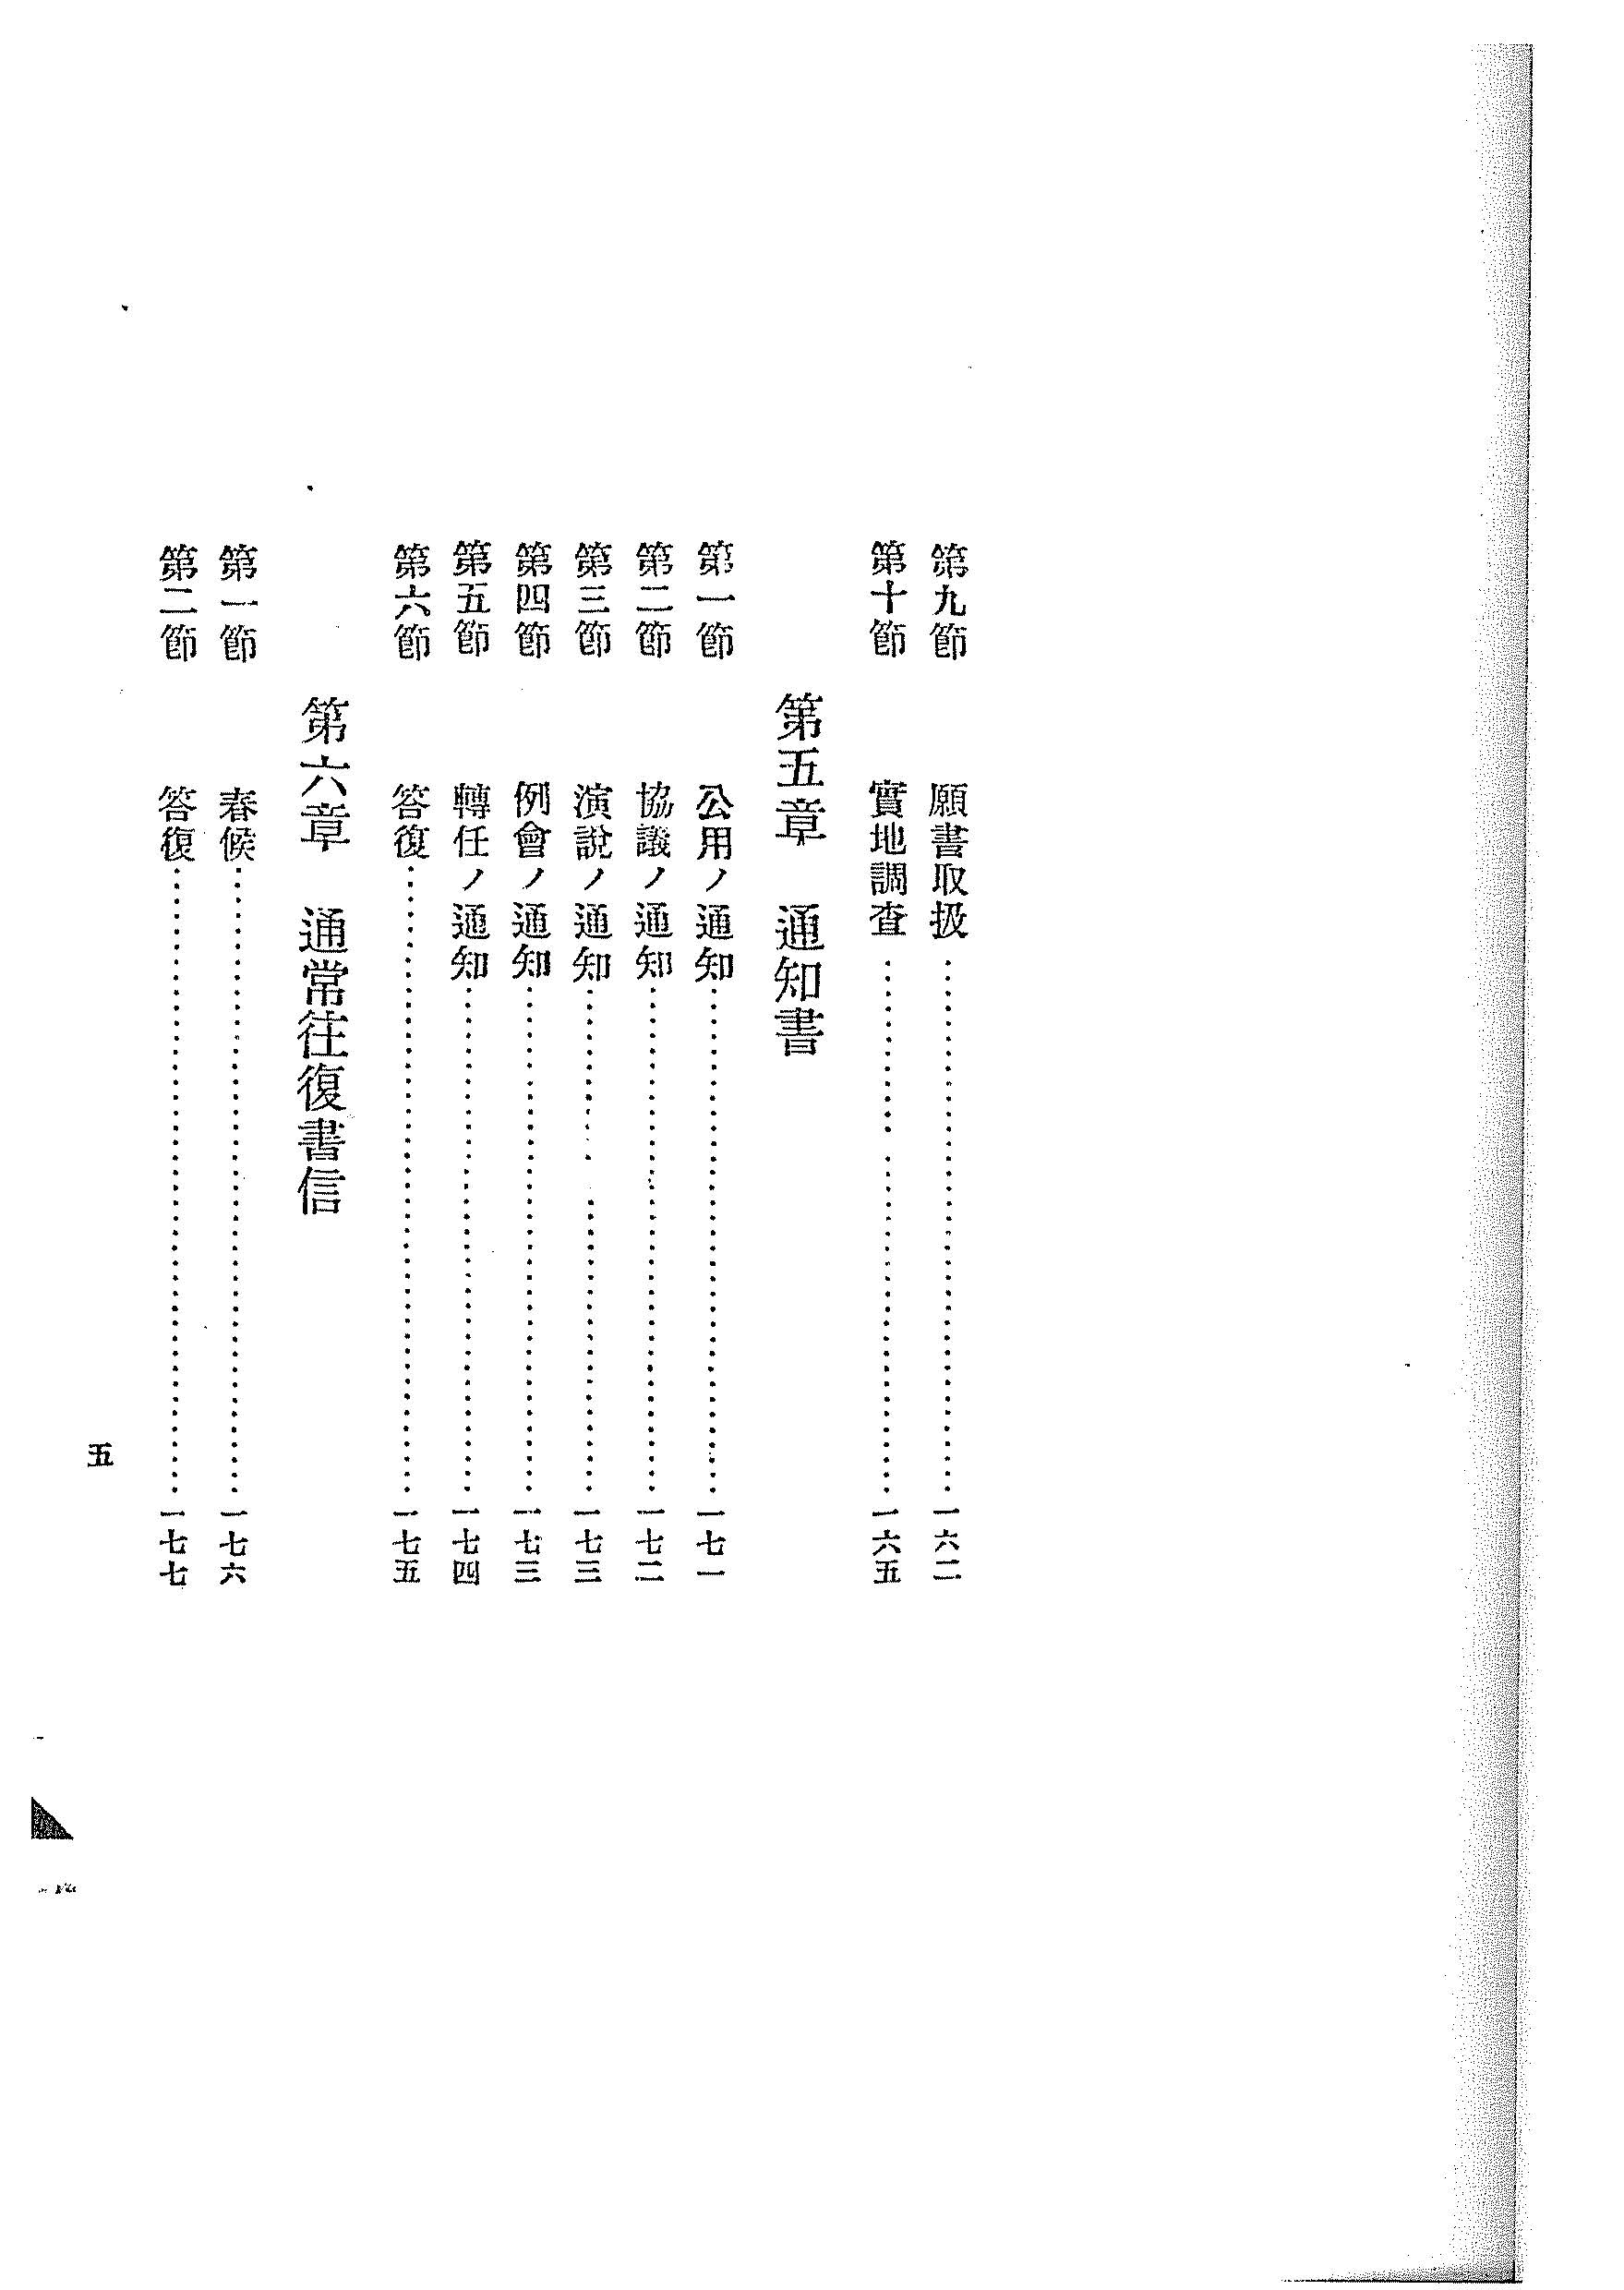 第九節　願書取扱……………………一六二
第十節　實地調查……………………一六五
第五章　通知書
第一節　公用ノ通知……………………一七一
第二節　協議ノ通知……………………一七二
第三節　演說ノ通知……………………一七三
第四節　例會ノ通知……………………一七三
第五節　轉任ノ通知……………………一七四
第六節　答復……………………一七五
第六章　通常往復書信
第一節　春候……………………一七六
第二節　答復……………………一七七
五